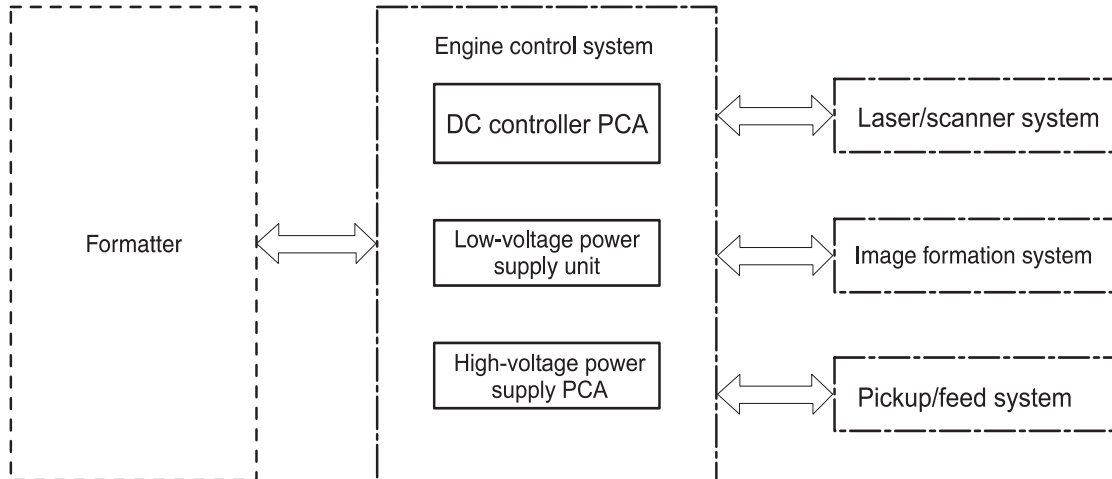 Engine control system
DC controller PCA
Laser/scanner system
Formatter
Low-voltage power
supply unit
Image formation system
High-voltage power
supply PCA
Pickup/feed system